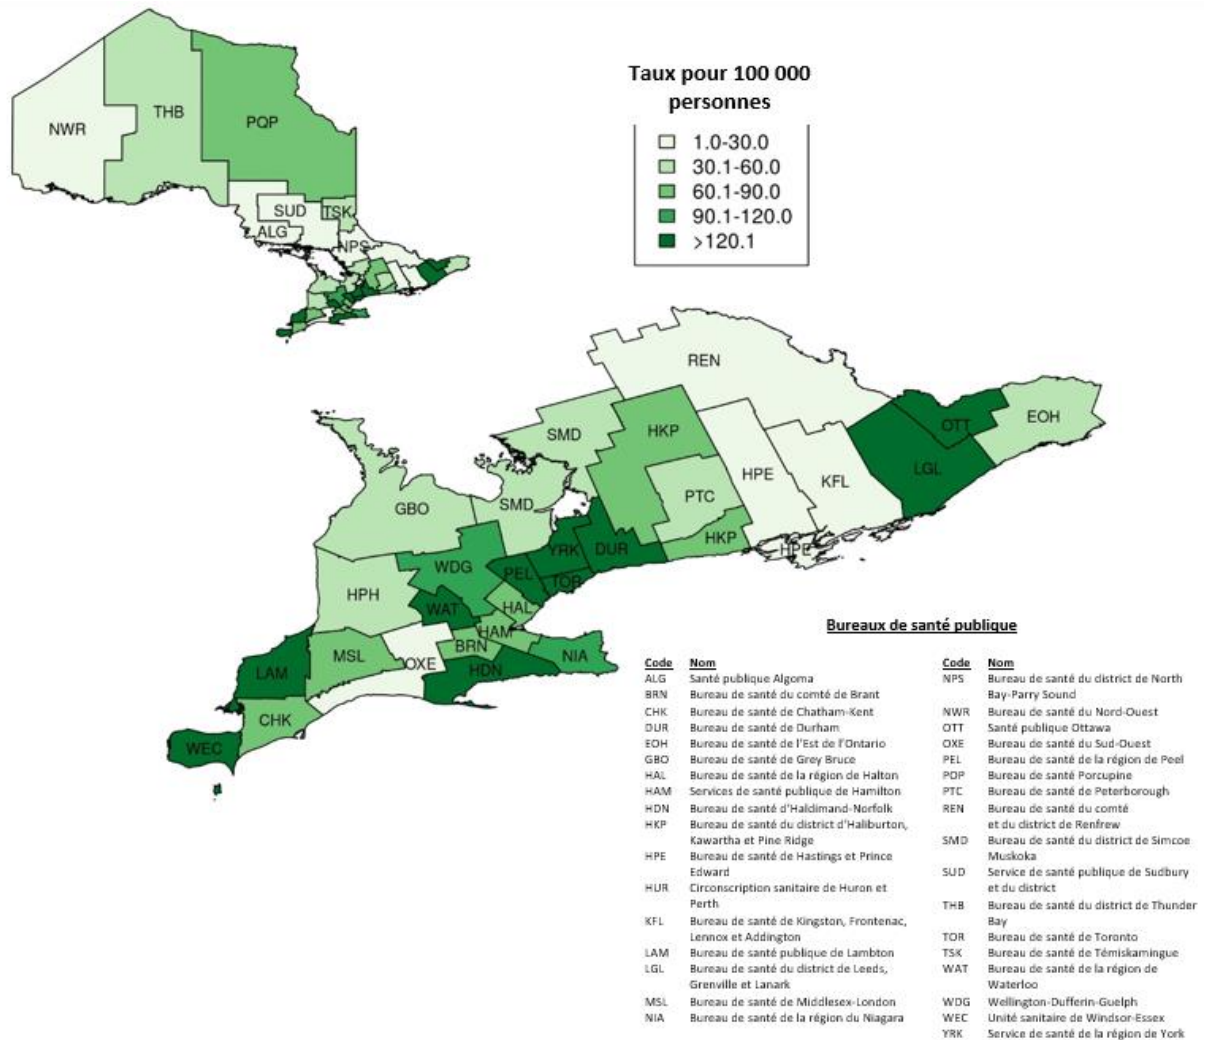 Taux pour 100 000
personnes
1.0-30.0
30.1-60.0
60.1-90.0
90.1-120.0
>120.1
NWR
THB
PQP
SUD
TSK
ALG
NPS
REN
SMD
HKP
OTT
EOH
LGL
HPE
KFL
PTC
GBO
SMD
HKP
YRK
DUR
HPE
WDG
PEL
TOR
HPH
WAT
HAL
HAM
BRN
MSL
OXE
NIA
LAM
HDN
CHK
WEC
Bureaux de santé publique
Code Nom
ALG Santé publique Algoma
BRN Bureau de santé du comté de Brant
CHK Bureau de santé de Chatham-Kent
DUR Bureau de santé de Durham
EOH Bureau de santé de l'Est de l'Ontario
GBO Bureau de santé de Grey Bruce
HAL Bureau de santé de la région de Halton
HAM Services de santé publique de Hamilton
HDN Bureau de santé d'Haldimand-Norfolk
HKP Bureau de santé du district d'Haliburton,
Kawartha et Pine Ridge
HPE Bureau de santé de Hastings et Prince
Edward
HUR Circonscription sanitaire de Huron et
Perth
KFL Bureau de santé de Kingston, Frontenac,
Lennox et Addington
LAM Bureau de santé publique de Lambton
LGL Bureau de santé du district de Leeds,
Grenville et Lanark
MSL Bureau de santé de Middlesex-London
NIA Bureau de santé de la région du Niagara
Code Nom
NPS Bureau de santé du district de North
Bay-Parry Sound
NWR Bureau de santé du Nord-Ouest
OTT Santé publique Ottawa
OXE Bureau de santé du Sud-Ouest
PEL Bureau de santé de la région de Peel
PQP Bureau de santé Porcupine
PTC Bureau de santé de Peterborough
REN Bureau de santé du comté
et du district de Renfrew
SMD Bureau de santé du district de Simcoe
Muskoka
SUD Service de santé publique de Sudbury
et du district
THB Bureau de santé du district de Thunder
Bay
TOR Bureau de santé de Toronto
TSK Bureau de santé de Témiskamingue
WAT Bureau de santé de la région de
Waterloo
WDG Wellington-Dufferin-Guelph
WEC Unité sanitaire de Windsor-Essex
YRK Service de santé de la région de York